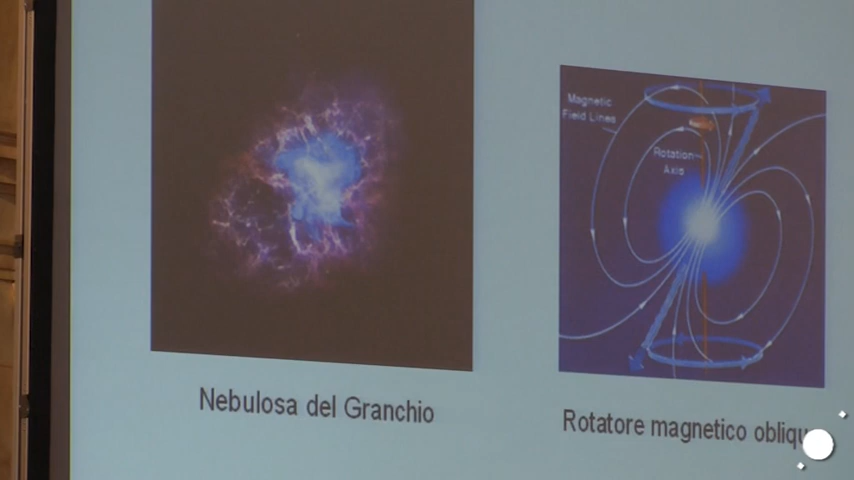 Magnetic
Field Lines
Rotation
Axis
Nebulosa del Granchio
Rotatore magnetico obliqu